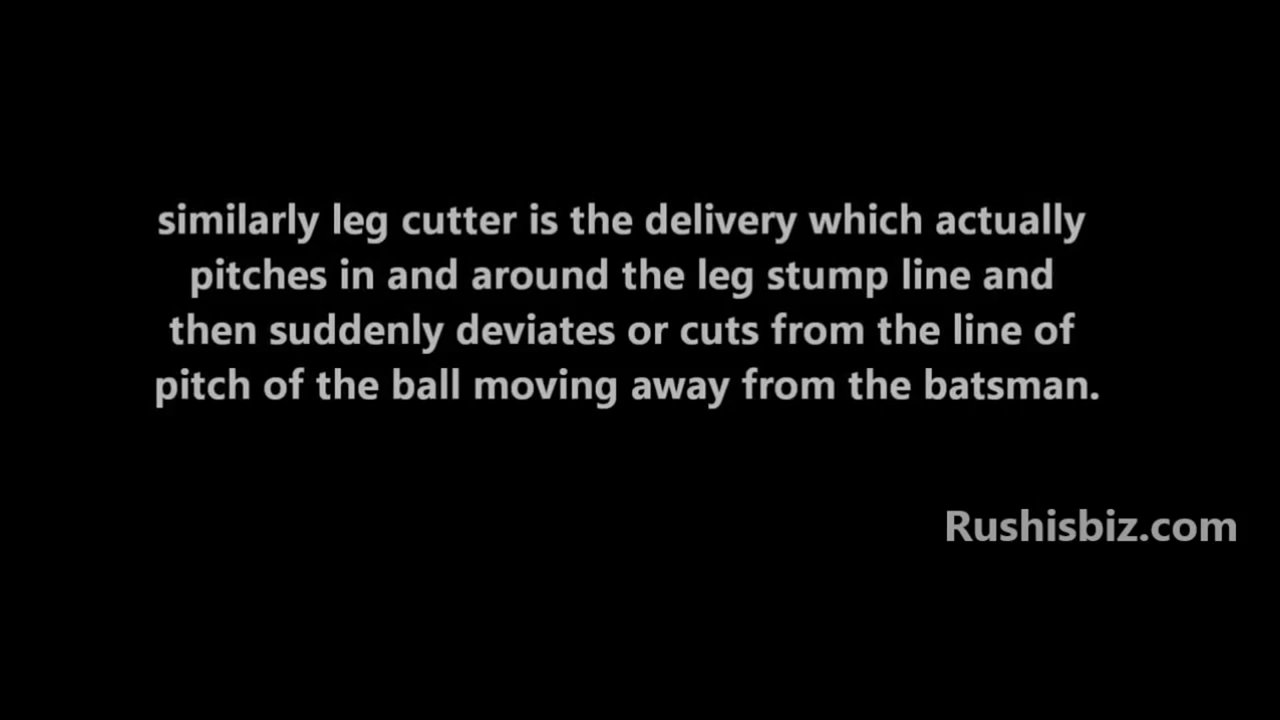 similarly leg cutter is the delivery which actually
pitches in and around the leg stump line and
then suddenly deviates or cuts from the line of
pitch of the ball moving away from the batsman.
Rushisbiz.com